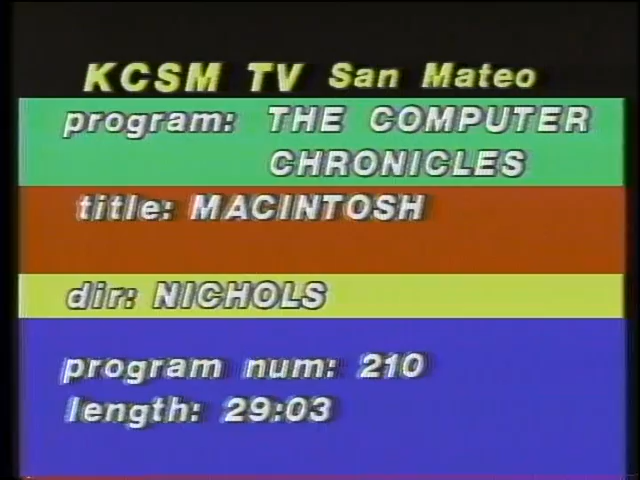 KCSM TV San Mateo
program: THE COMPUTER
CHRONICLES
title: MACINTOSH
dir: NICHOLS
program num: 210
length: 29:03